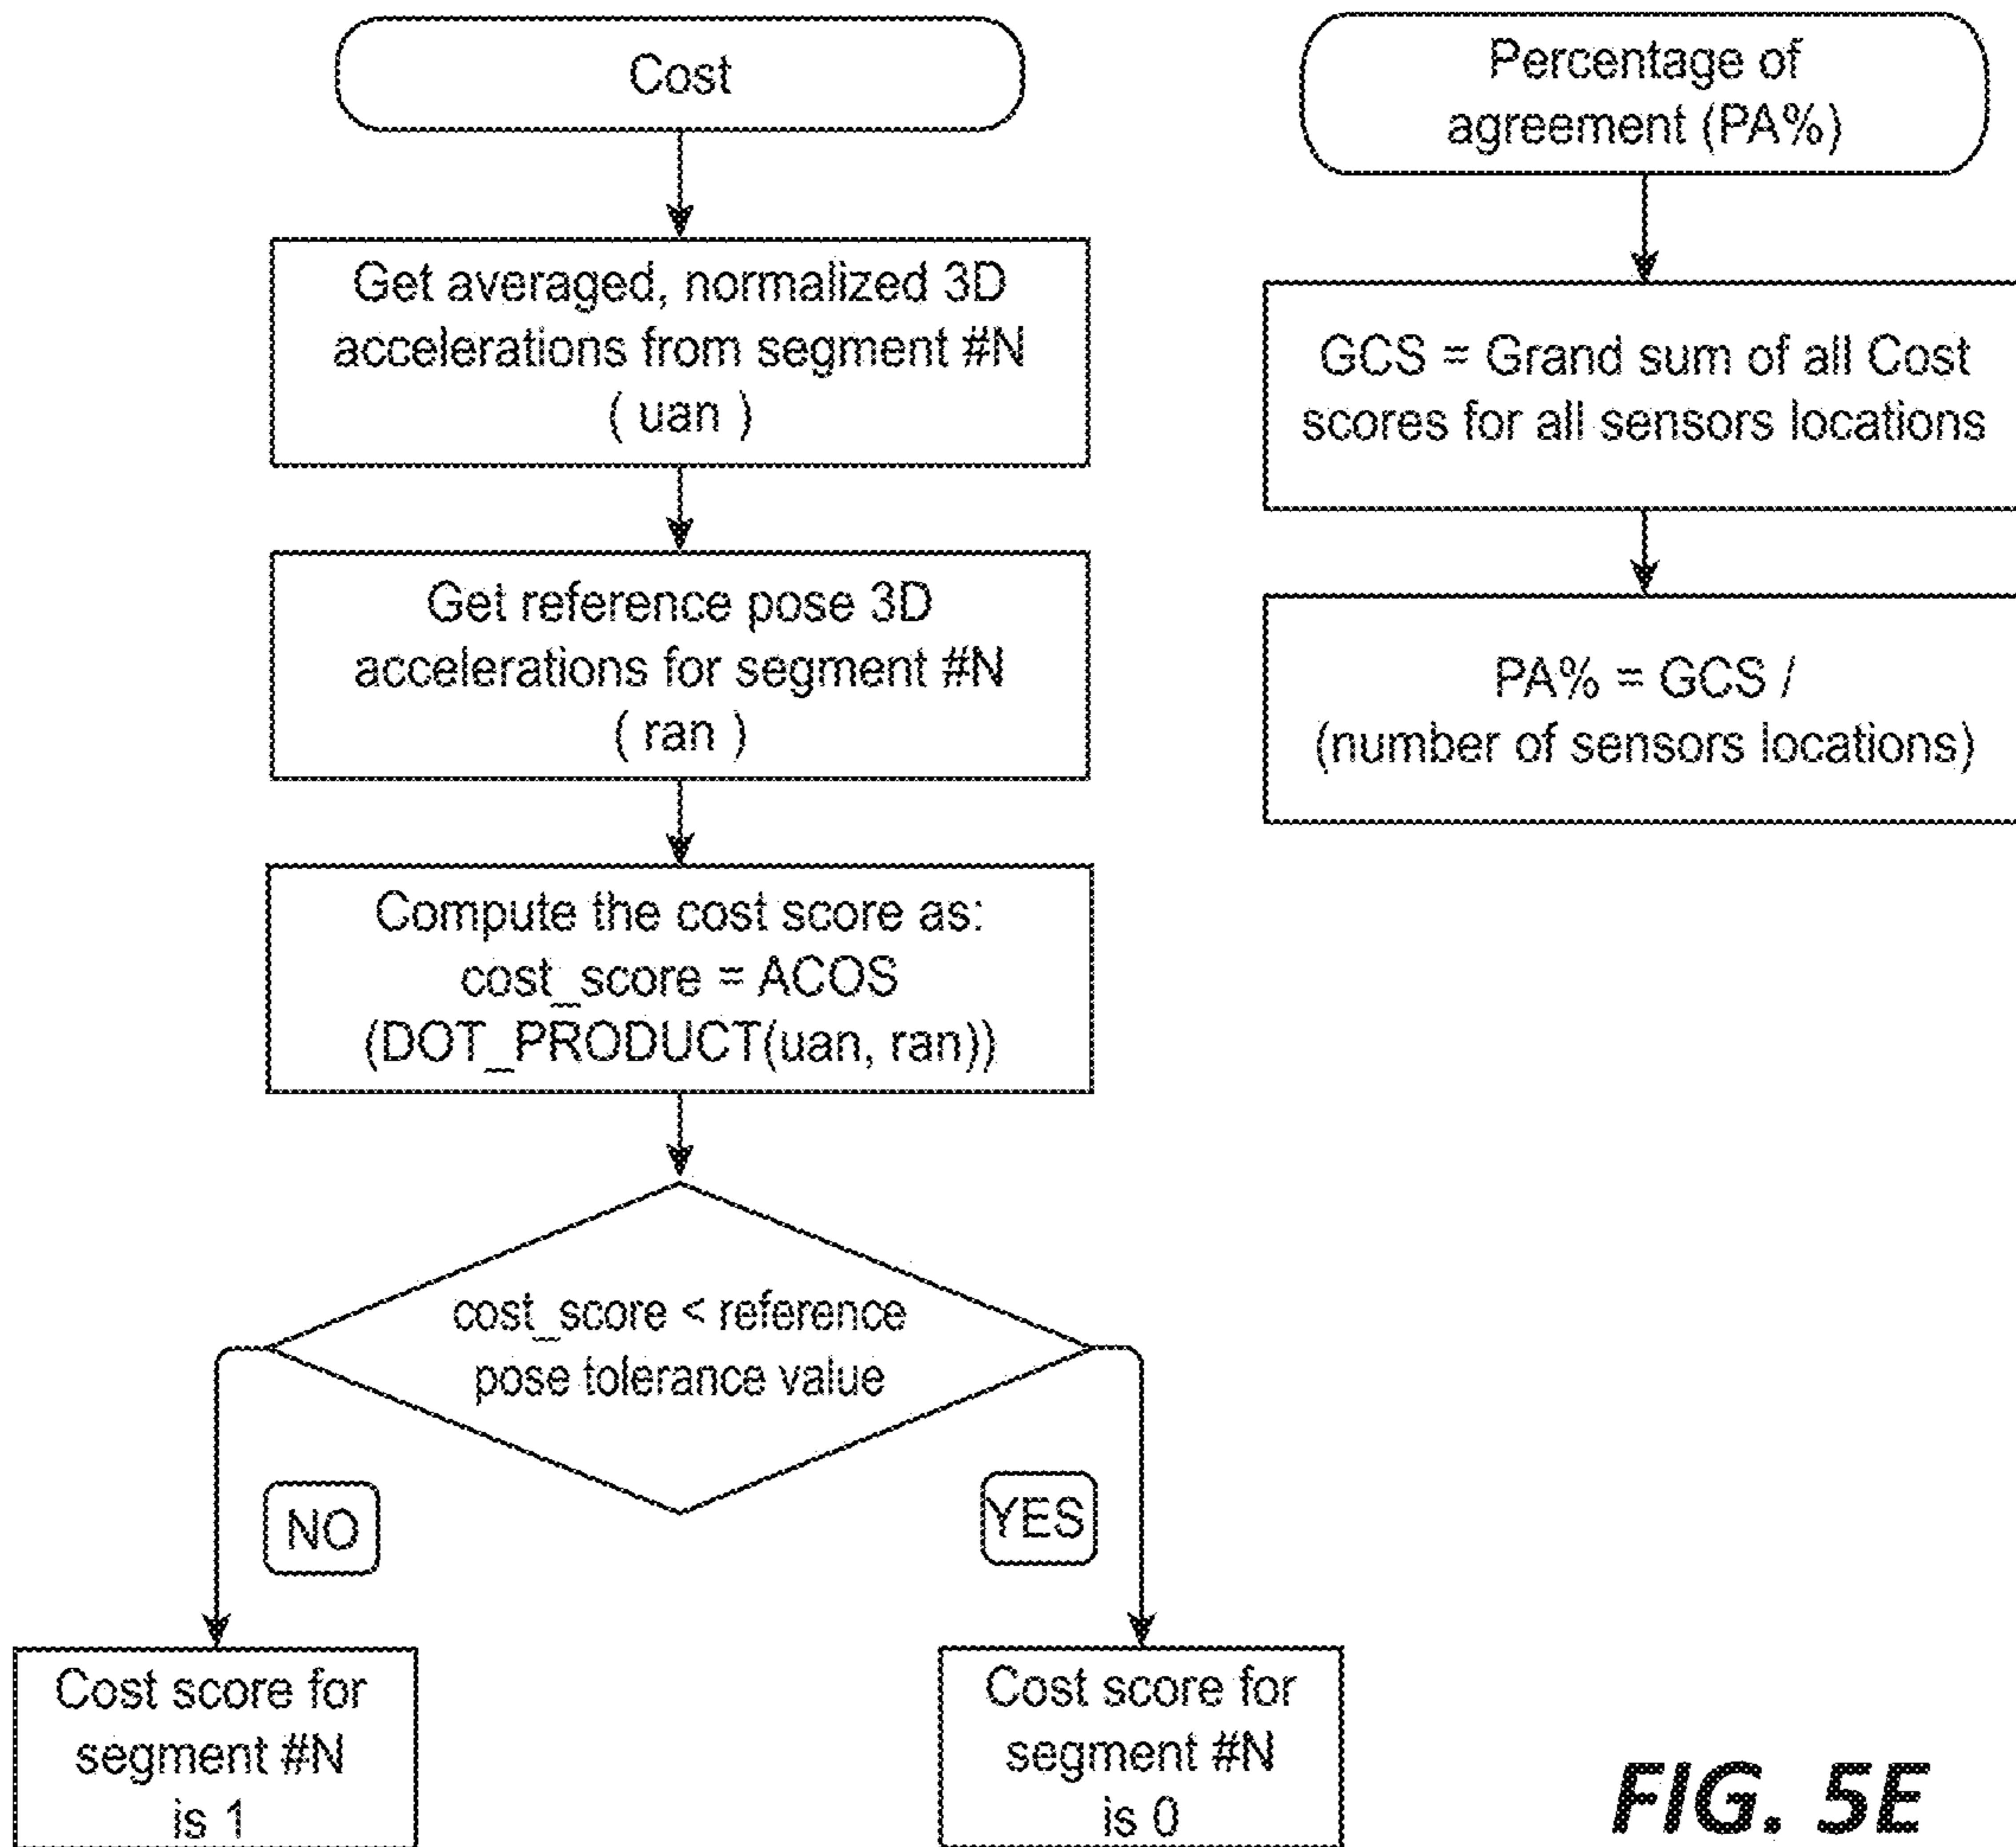 Cost
Get averaged, normalized 3D
accelerations from segment #N
( uan )
Get reference pose 3D
accelerations for segment #N
( ran )
Compute the cost score as:
cost_score = ACOS
(DOT_PRODUCT(uan, ran))
cost_score < reference
pose tolerance value
NO
YES
Cost score for
segment #N
is 1
Cost score for
segment #N
is 0
Percentage of
agreement (PA%)
GCS = Grand sum of all Cost
scores for all sensors locations
PA% = GCS /
(number of sensors locations)
FIG. 5E